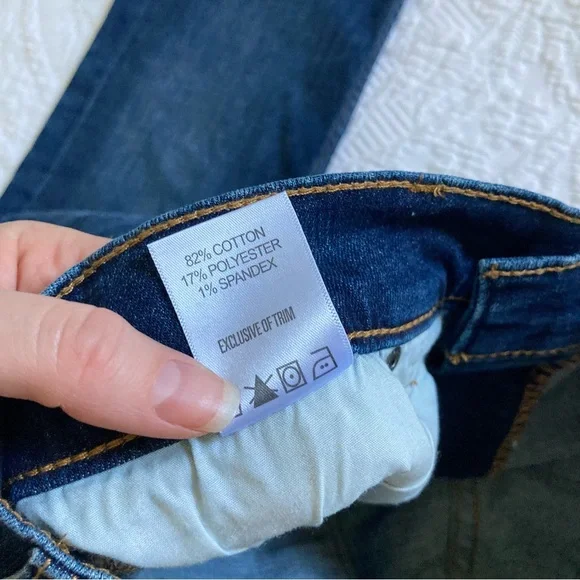 82% COTTON
17% POLYESTER
1% SPANDEX
EXCLUSIVE OF TRIM